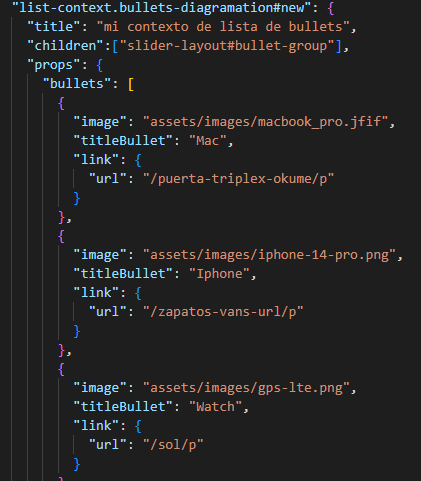 "list-context.bullets-diagramation#new": {
"title": "mi contexto de lista de bullets",
"children":["slider-layout#bullet-group"],
"props": {
"bullets": [
{
"image": "assets/images/macbook_pro.jfif",
"titleBullet": "Mac",
"link": {
"url": "/puerta-triplex-okume/p"
}
},
{
"image": "assets/images/iphone-14-pro.png",
"titleBullet": "Iphone",
"link": {
"url": "/zapatos-vans-url/p"
}
},
{
"image": "assets/images/gps-lte.png",
"titleBullet": "Watch",
"link": {
"url": "/sol/p"
}
}